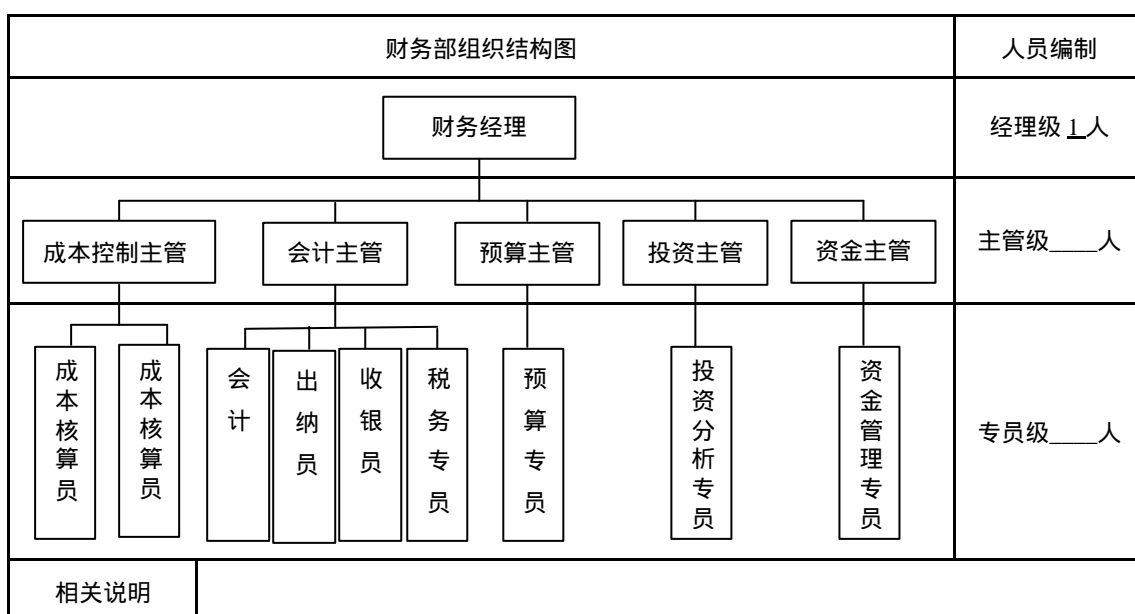 财务部组织结构图
人员编制
财务经理
经理级 1 人
成本控制主管
会计主管
预算主管
投资主管
资金主管
主管级____人
成本核算员
成本核算员
会计
出纳员
收银员
税务专员
预算专员
投资分析专员
资金管理专员
专员级____人
相关说明